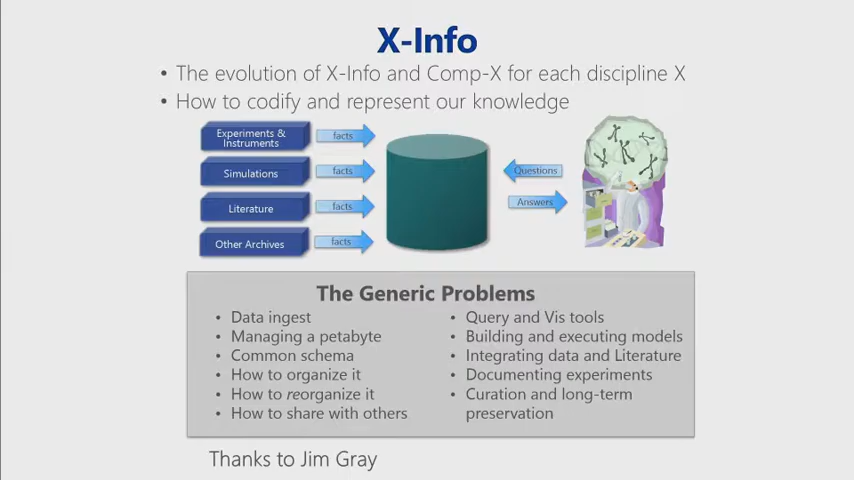 X-Info
• The evolution of X-Info and Comp-X for each discipline X
• How to codify and represent our knowledge
Experiments &
Instruments
facts
Simulations
facts
Literature
facts
Other Archives
facts
Questions
Answers
The Generic Problems
• Data ingest
• Managing a petabyte
• Common schema
• How to organize it
• How to reorganize it
• How to share with others
• Query and Vis tools
• Building and executing models
• Integrating data and Literature
• Documenting experiments
• Curation and long-term
preservation
Thanks to Jim Gray